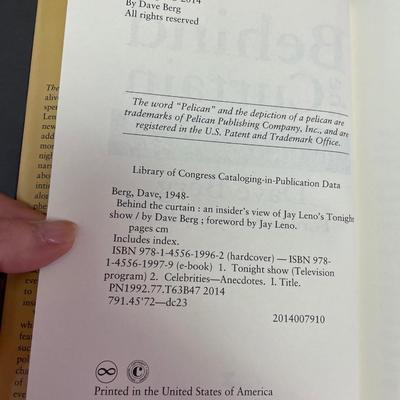 2014
By Dave Berg
All rights reserved
The word “Pelican” and the depiction of a pelican are
trademarks of Pelican Publishing Company, Inc., and are
registered in the U.S. Patent and Trademark Office.
Library of Congress Cataloging-in-Publication Data
Berg, Dave, 1948-
Behind the curtain : an insider’s view of Jay Leno’s Tonight
show / by Dave Berg ; foreword by Jay Leno.
pages cm
Includes index.
ISBN 978-1-4556-1996-2 (hardcover) — ISBN 978-
1-4556-1997-9 (e-book) 1. Tonight show (Television
program) 2. Celebrities—Anecdotes. I. Title.
PN1992.77.T63B47 2014
791.45'72—dc23
2014007910
Printed in the United States of America